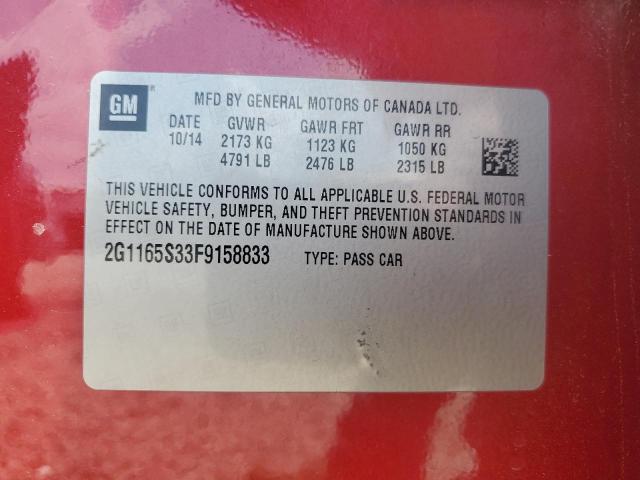 GM
MFD BY GENERAL MOTORS OF CANADA LTD.
DATE GVWR GAWR FRT GAWR RR
10/14 2173 KG 1123 KG 1050 KG
4791 LB 2476 LB 2315 LB
THIS VEHICLE CONFORMS TO ALL APPLICABLE U.S. FEDERAL MOTOR
VEHICLE SAFETY, BUMPER, AND THEFT PREVENTION STANDARDS IN
EFFECT ON THE DATE OF MANUFACTURE SHOWN ABOVE.
2G1165S33F9158833 TYPE: PASS CAR